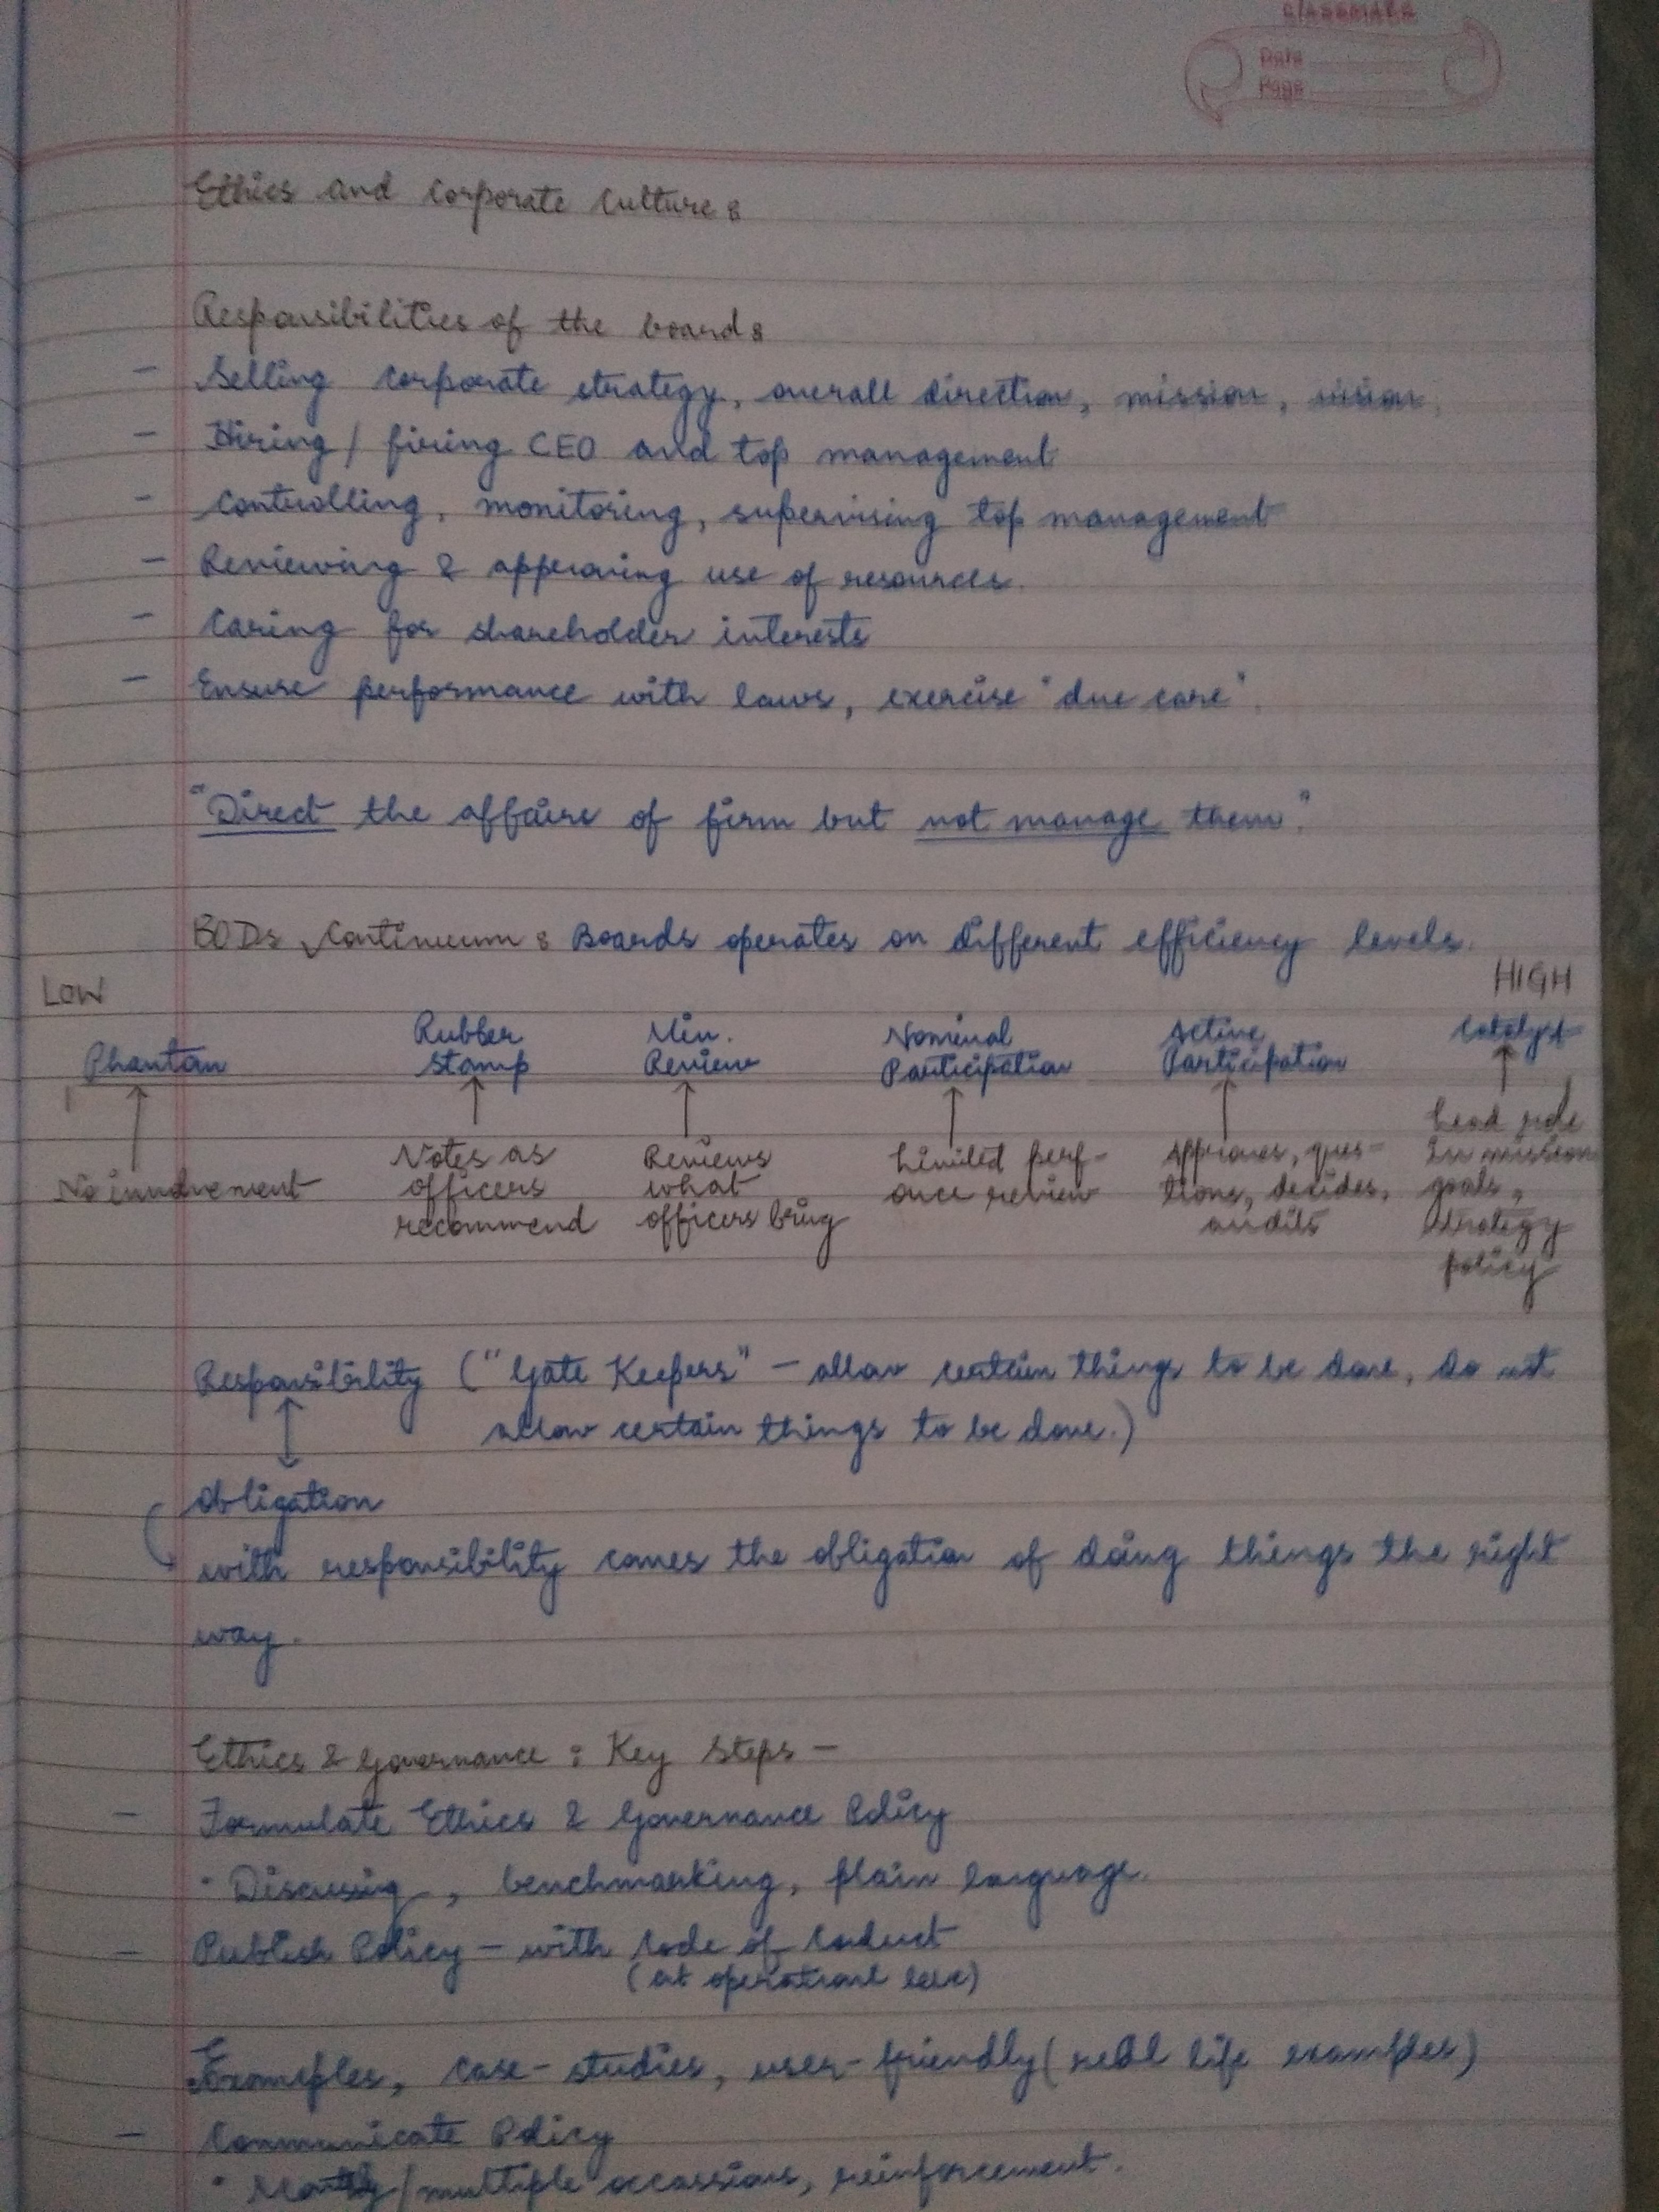 classmate
Date
Page
Ethics and Corporate Culture :
Responsibilities of the board :
- Selling corporate strategy, overall direction, mission, vision,
- Hiring / firing CEO and top management
- Controlling, monitoring, supervising top management
- Reviewing & approving use of resources.
- Caring for shareholder interests
- Ensure performance with laws, exercise "due care".
"Direct the affairs of firm but not manage them".
BODs Continuum : Boards operates on different efficiency levels.
LOW HIGH
Rubber Min. Nominal Active Catalyst
Phantan Stamp Review Participation Participation
Lead role
Notes as Reviews Limited perf- Approves, ques- In mission
No involvement officers what ance review tions, decides, goals,
recommend officers bring audits strategy
policy
Responsibility ("Gate Keepers" - allow certain things to be done, do not
allow certain things to be done.)
Obligation
with responsibility comes the obligation of doing things the right
way.
Ethics & Governance : Key Steps -
- Formulate Ethics & Governance Policy
· Discussing, benchmarking, plain language.
- Publish Policy - with Code of Conduct
(at operational level)
Examples, case-studies, user-friendly (real life examples)
- Communicate Policy
· /multiple occassions, reinforcement.